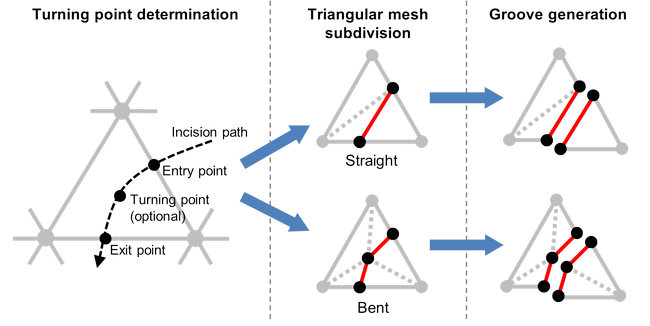 Turning point determination
Triangular mesh
subdivision
Groove generation
Incision path
Entry point
Turning point
(optional)
Exit point
Straight
Bent